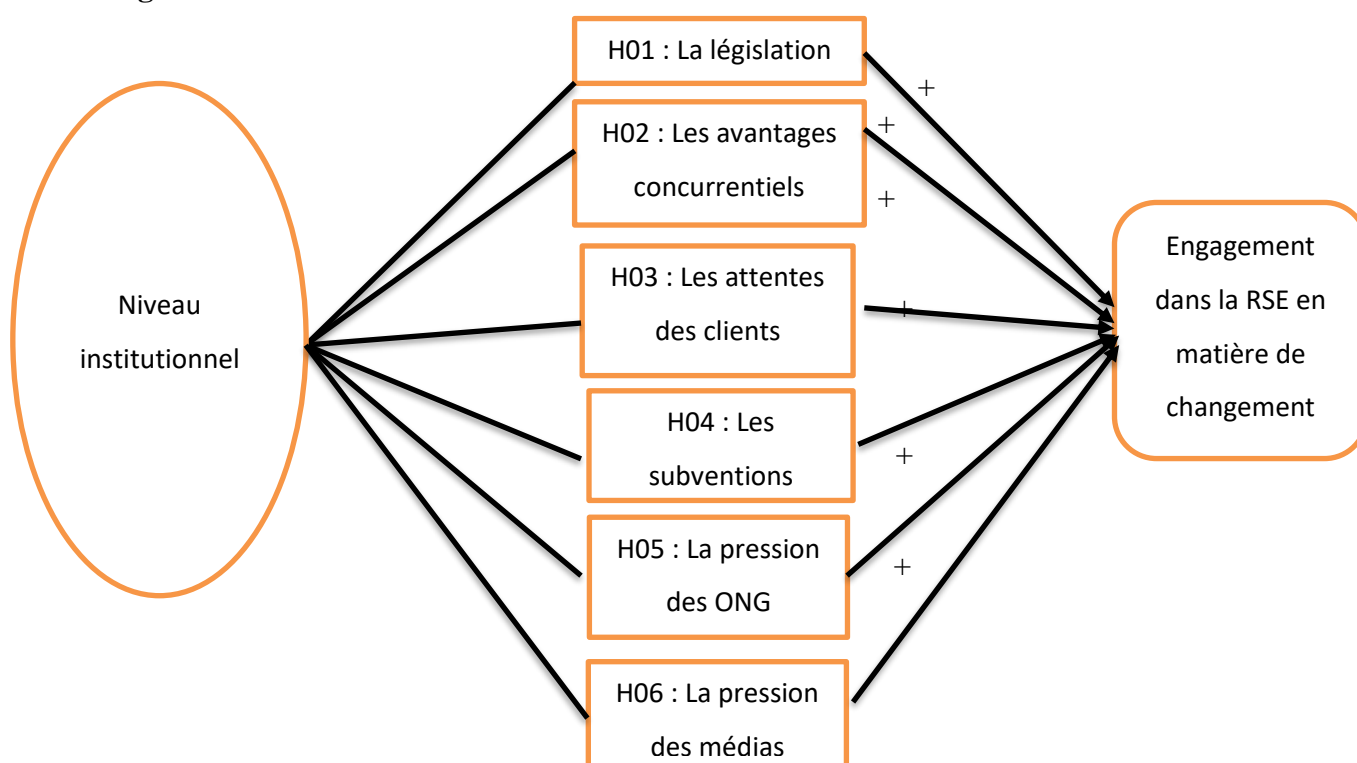 H01 : La législation
+
H02 : Les avantages
concurrentiels
+
+
Niveau
institutionnel
H03 : Les attentes
des clients
+
Engagement
dans la RSE en
matière de
changement
H04 : Les
subventions
+
H05 : La pression
des ONG
+
H06 : La pression
des médias